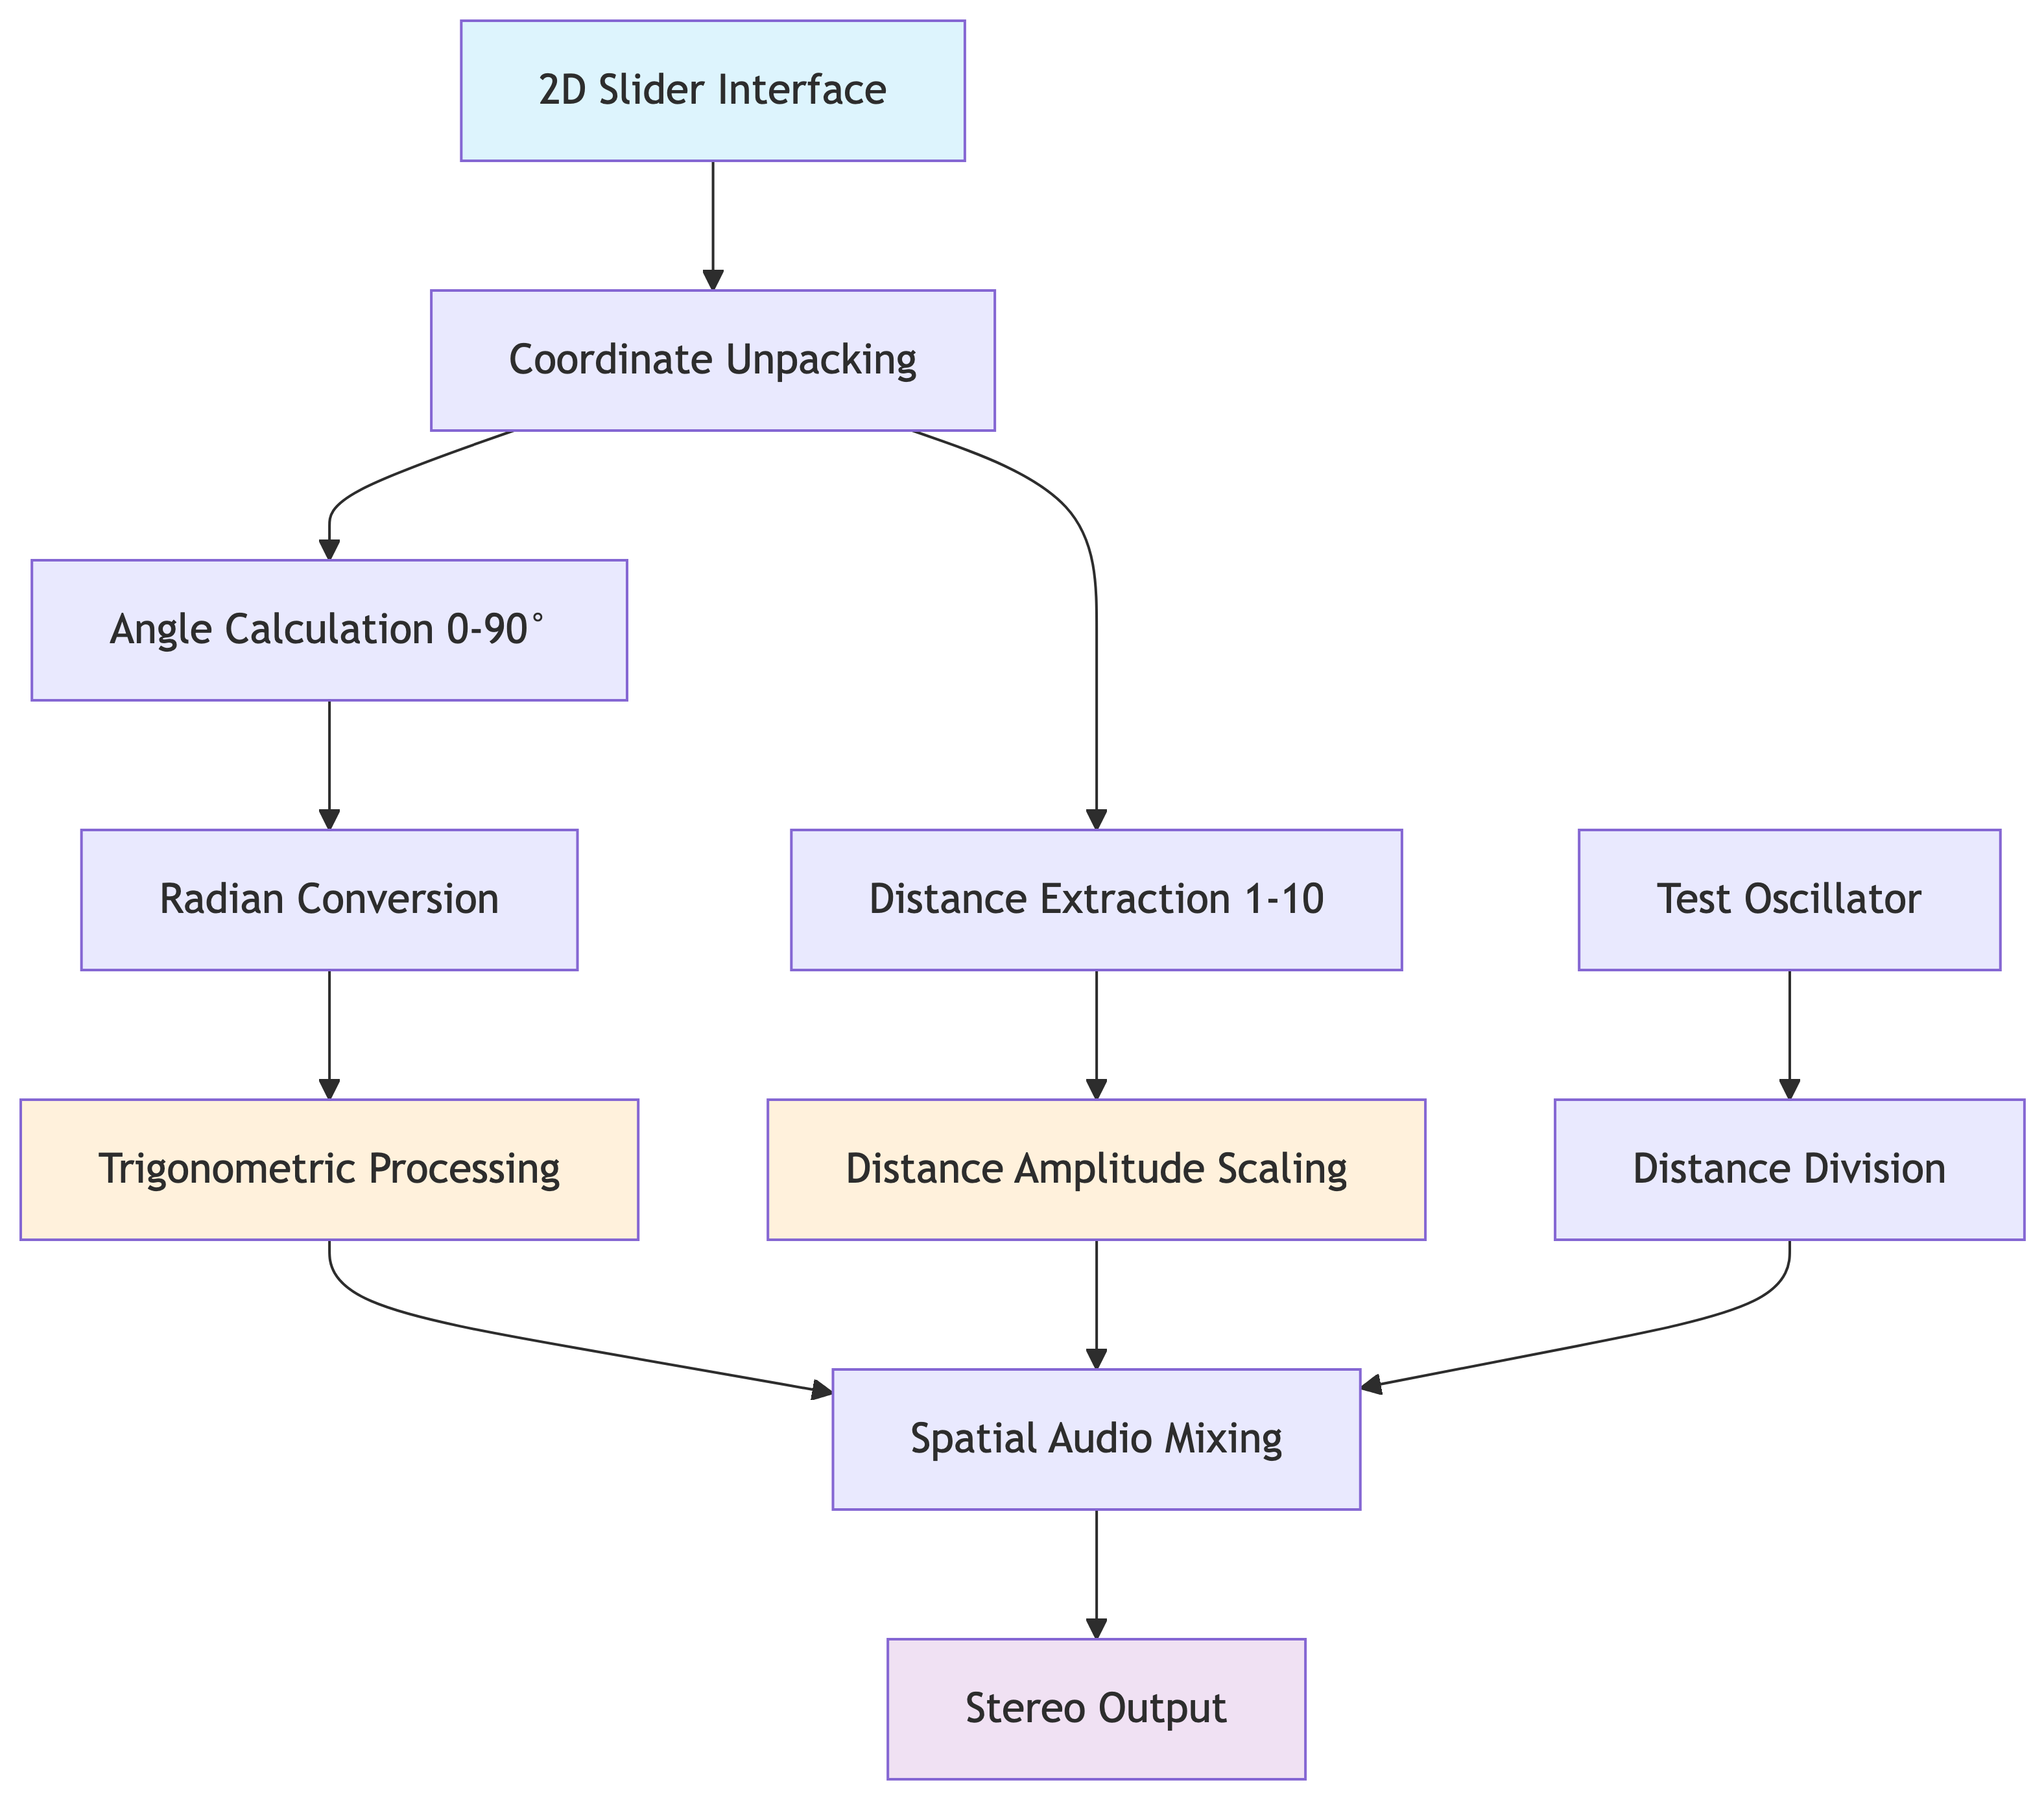 2D Slider Interface
Coordinate Unpacking
Angle Calculation 0-90°
Radian Conversion
Distance Extraction 1-10
Test Oscillator
Trigonometric Processing
Distance Amplitude Scaling
Distance Division
Spatial Audio Mixing
Stereo Output